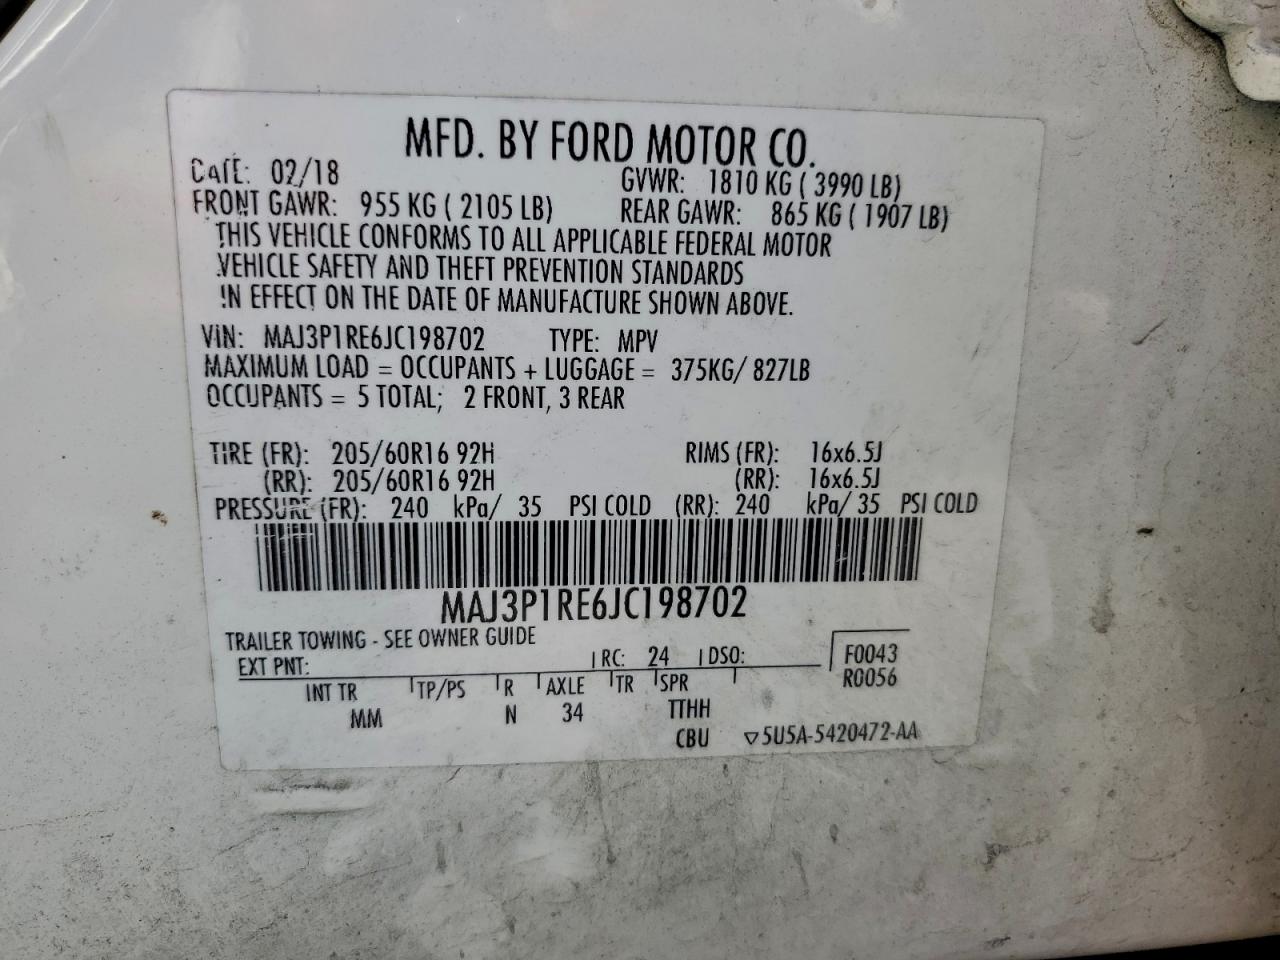 MFD. BY FORD MOTOR CO.
DATE: 02/18 GVWR: 1810 KG ( 3990 LB)
FRONT GAWR: 955 KG ( 2105 LB) REAR GAWR: 865 KG ( 1907 LB)
THIS VEHICLE CONFORMS TO ALL APPLICABLE FEDERAL MOTOR
VEHICLE SAFETY AND THEFT PREVENTION STANDARDS
IN EFFECT ON THE DATE OF MANUFACTURE SHOWN ABOVE.
VIN: MAJ3P1RE6JC198702 TYPE: MPV
MAXIMUM LOAD = OCCUPANTS + LUGGAGE = 375KG/ 827LB
OCCUPANTS = 5 TOTAL; 2 FRONT, 3 REAR
TIRE (FR): 205/60R16 92H RIMS (FR): 16x6.5J
(RR): 205/60R16 92H (RR): 16x6.5J
PRESSURE (FR): 240 kPa/ 35 PSI COLD (RR): 240 kPa/ 35 PSI COLD
MAJ3P1RE6JC198702
TRAILER TOWING - SEE OWNER GUIDE
EXT PNT: RC: 24 DSO: F0043
INT TR TP/PS R AXLE TR SPR R0056
MM N 34 TTHH
CBU ▽5U5A-5420472-AA